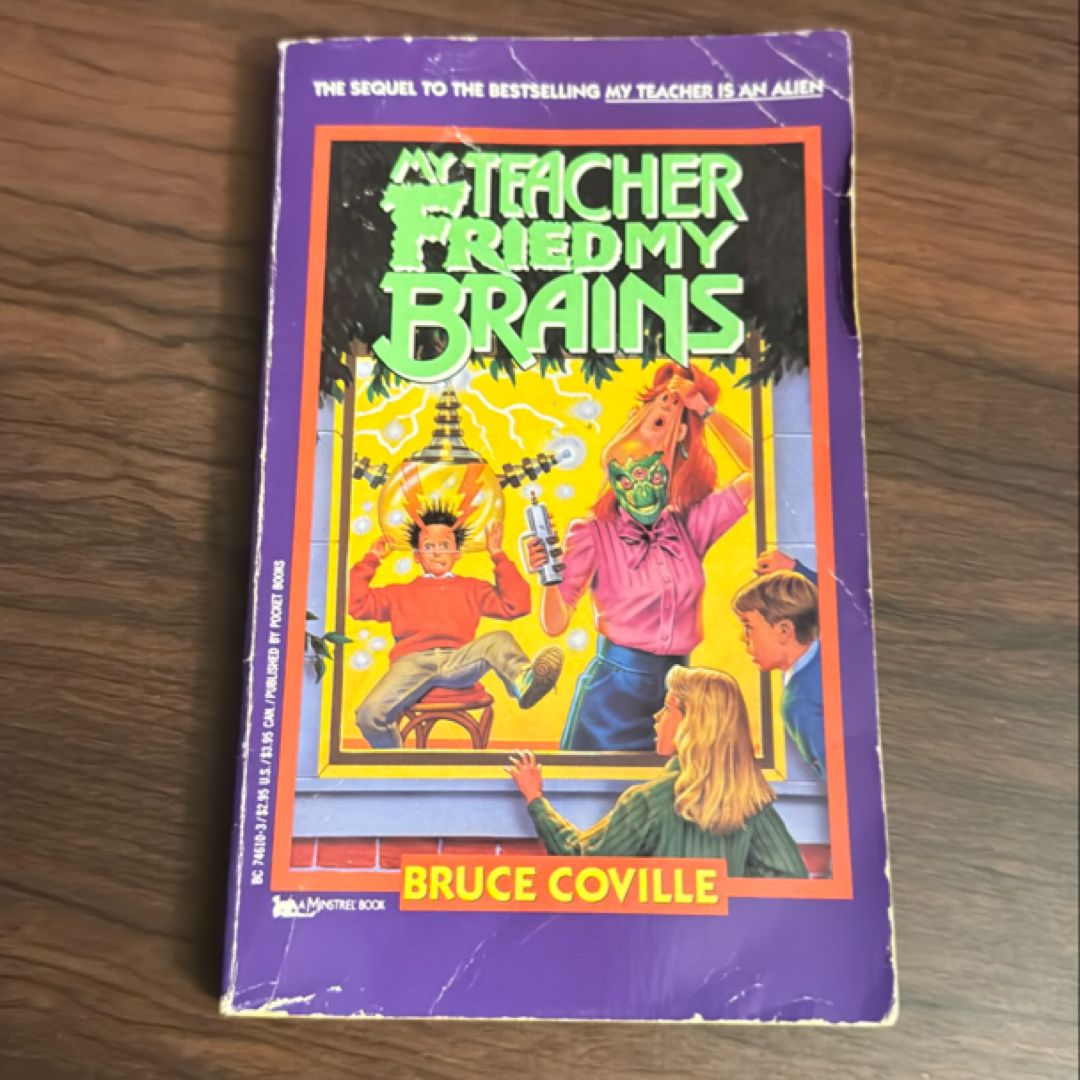 THE SEQUEL TO THE BESTSELLING MY TEACHER IS AN ALIEN
MY TEACHER
FRIED MY
BRAINS
BC 74610-3/$2.95 U.S./$3.95 CAN./PUBLISHED BY POCKET BOOKS
BRUCE COVILLE
A MINSTREL BOOK